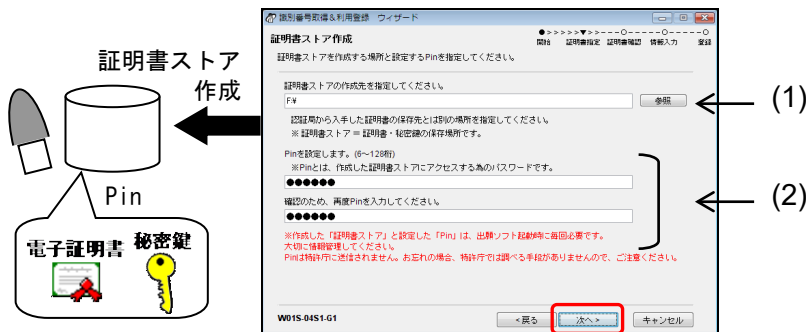 証明書ストア
作成
Pin
電子証明書 秘密鍵
識別番号取得&利用登録 ウィザード
証明書ストア作成
●>>>>>▼>>---○-----○-----○
開始 証明書指定 証明書確認 情報入力 登録
証明書ストアを作成する場所と設定するPinを指定してください。
証明書ストアの作成先を指定してください。
F:¥ 参照
認証局から入手した証明書の保存先とは別の場所を指定してください。
※ 証明書ストア = 証明書・秘密鍵の保存場所です。
Pinを設定します。(6~128桁)
※Pinとは、作成した証明書ストアにアクセスする為のパスワードです。
●●●●●●
確認のため、再度Pinを入力してください。
●●●●●●
※作成した「証明書ストア」と設定した「Pin」は、出願ソフト起動時に毎回必要です。
大切に情報管理してください。
Pinは特許庁に送信されません。お忘れの場合、特許庁では調べる手段がありませんので、ご注意ください。
W01S-04S1-G1 <戻る 次へ> キャンセル
(1)
(2)